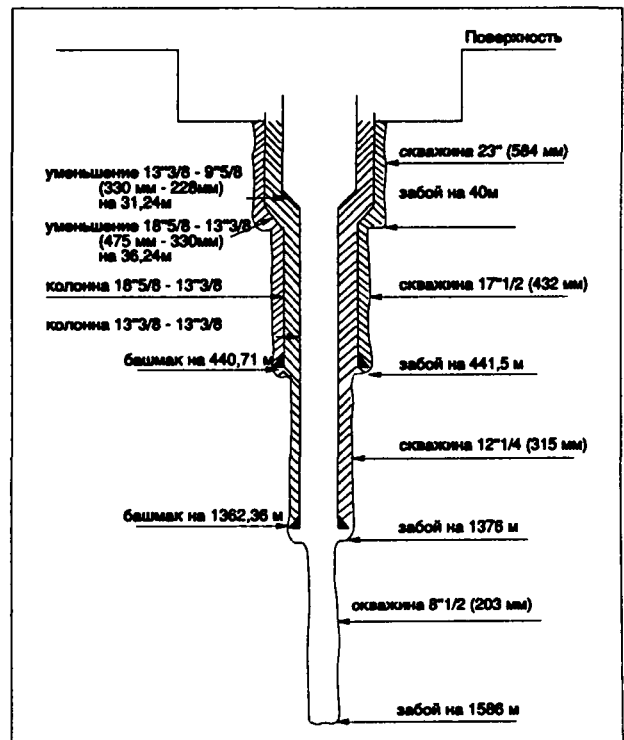 Поверхность
скважина 23" (584 мм)
уменьшение 13"3/8 - 9"5/8
(330 мм - 228мм)
на 31,24м
забой на 40м
уменьшение 18"5/8 - 13"3/8
(475 мм - 330мм)
на 36,24м
колонна 18"5/8 - 13"3/8
скважина 17"1/2 (432 мм)
колонна 13"3/8 - 13"3/8
башмак на 440,71 м
забой на 441,5 м
скважина 12"1/4 (315 мм)
башмак на 1362,36 м
забой на 1376 м
скважина 8"1/2 (203 мм)
забой на 1586 м